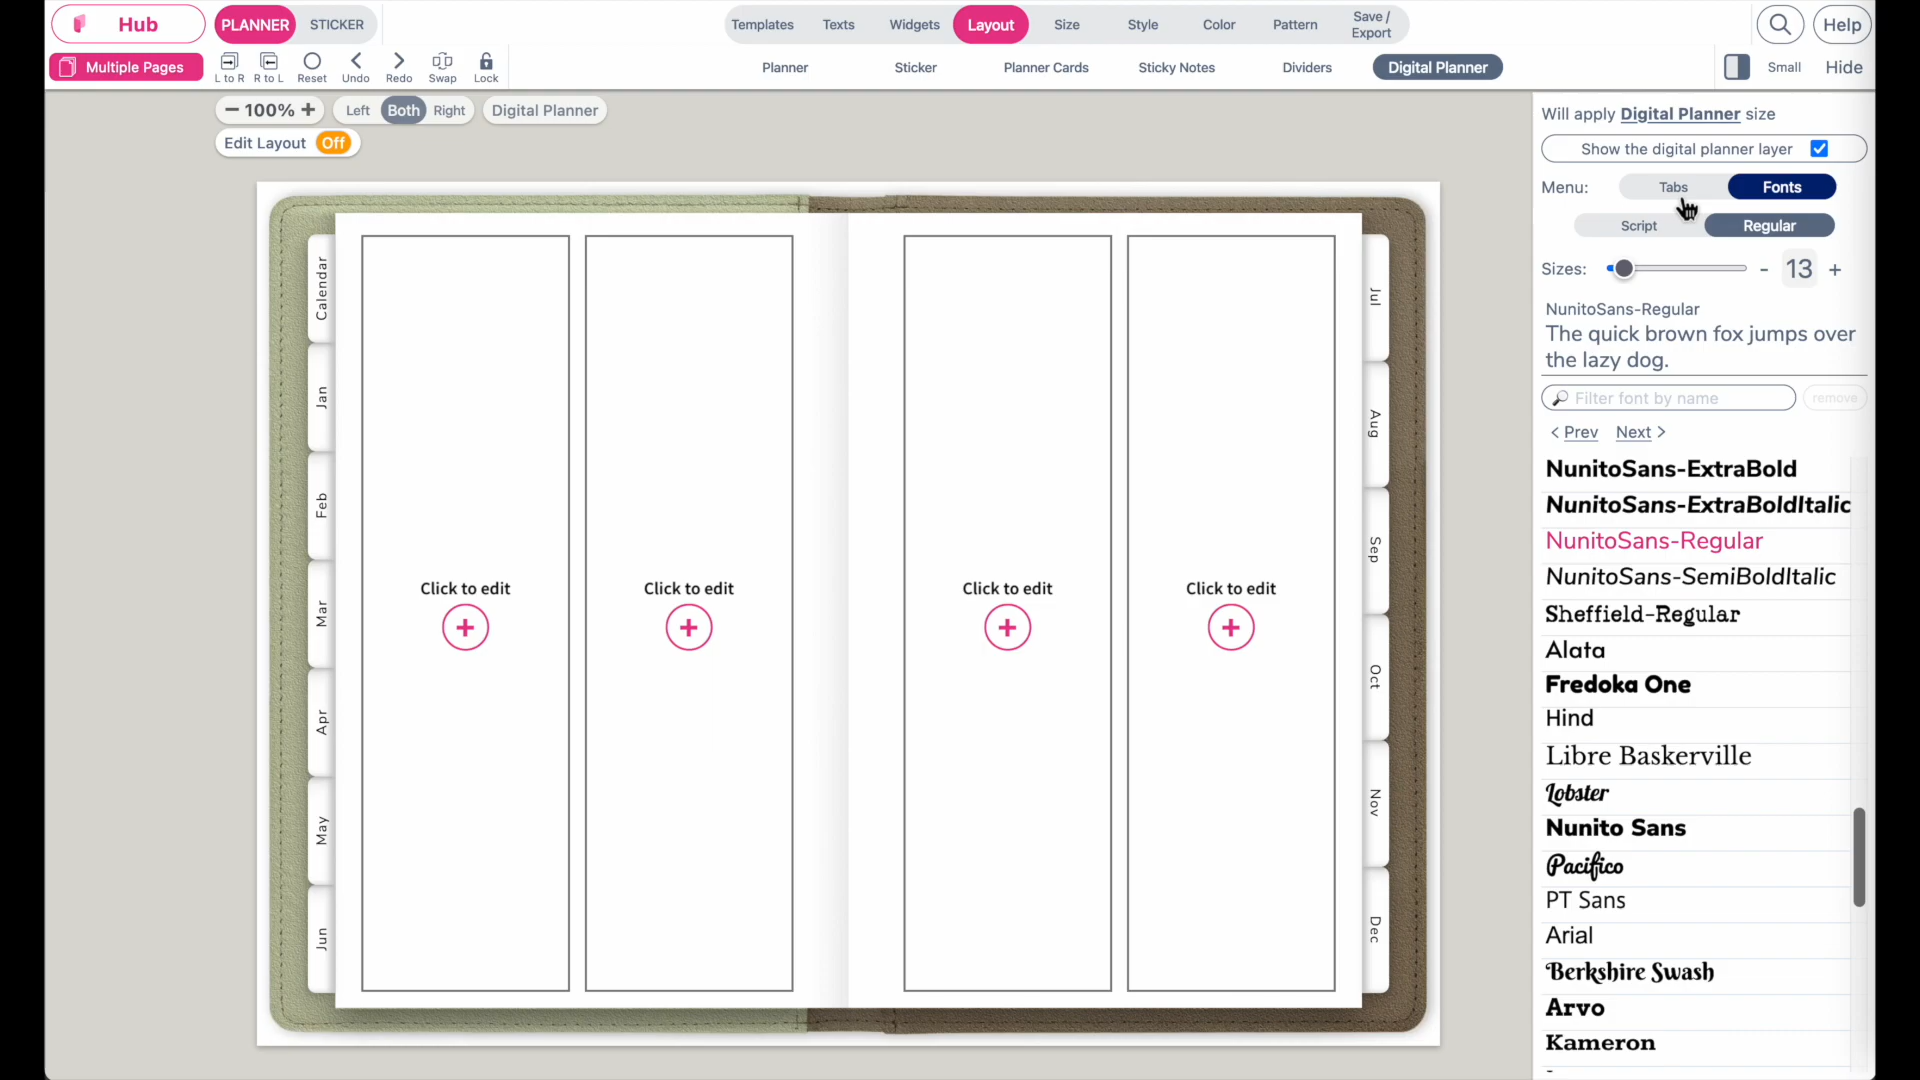 Hub PLANNER STICKER Templates Texts Widgets Layout Size Style Color Pattern Save / Export Help
Multiple Pages L to R R to L Reset Undo Redo Swap Lock Planner Sticker Planner Cards Sticky Notes Dividers Digital Planner Small Hide
100% Left Both Right Digital Planner
Edit Layout Off
Will apply Digital Planner size
Show the digital planner layer
Menu: Tabs Fonts
Script Regular
Sizes: - 13 +
NunitoSans-Regular
The quick brown fox jumps over
the lazy dog.
Filter font by name remove
< Prev Next >
NunitoSans-ExtraBold
NunitoSans-ExtraBoldItalic
NunitoSans-Regular
NunitoSans-SemiBoldItalic
Sheffield-Regular
Alata
Fredoka One
Hind
Libre Baskerville
Lobster
Nunito Sans
Pacifico
PT Sans
Arial
Berkshire Swash
Arvo
Kameron
Calendar
Jan
Feb
Mar
Apr
May
Jun
Click to edit Click to edit Click to edit Click to edit
Jul
Aug
Sep
Oct
Nov
Dec